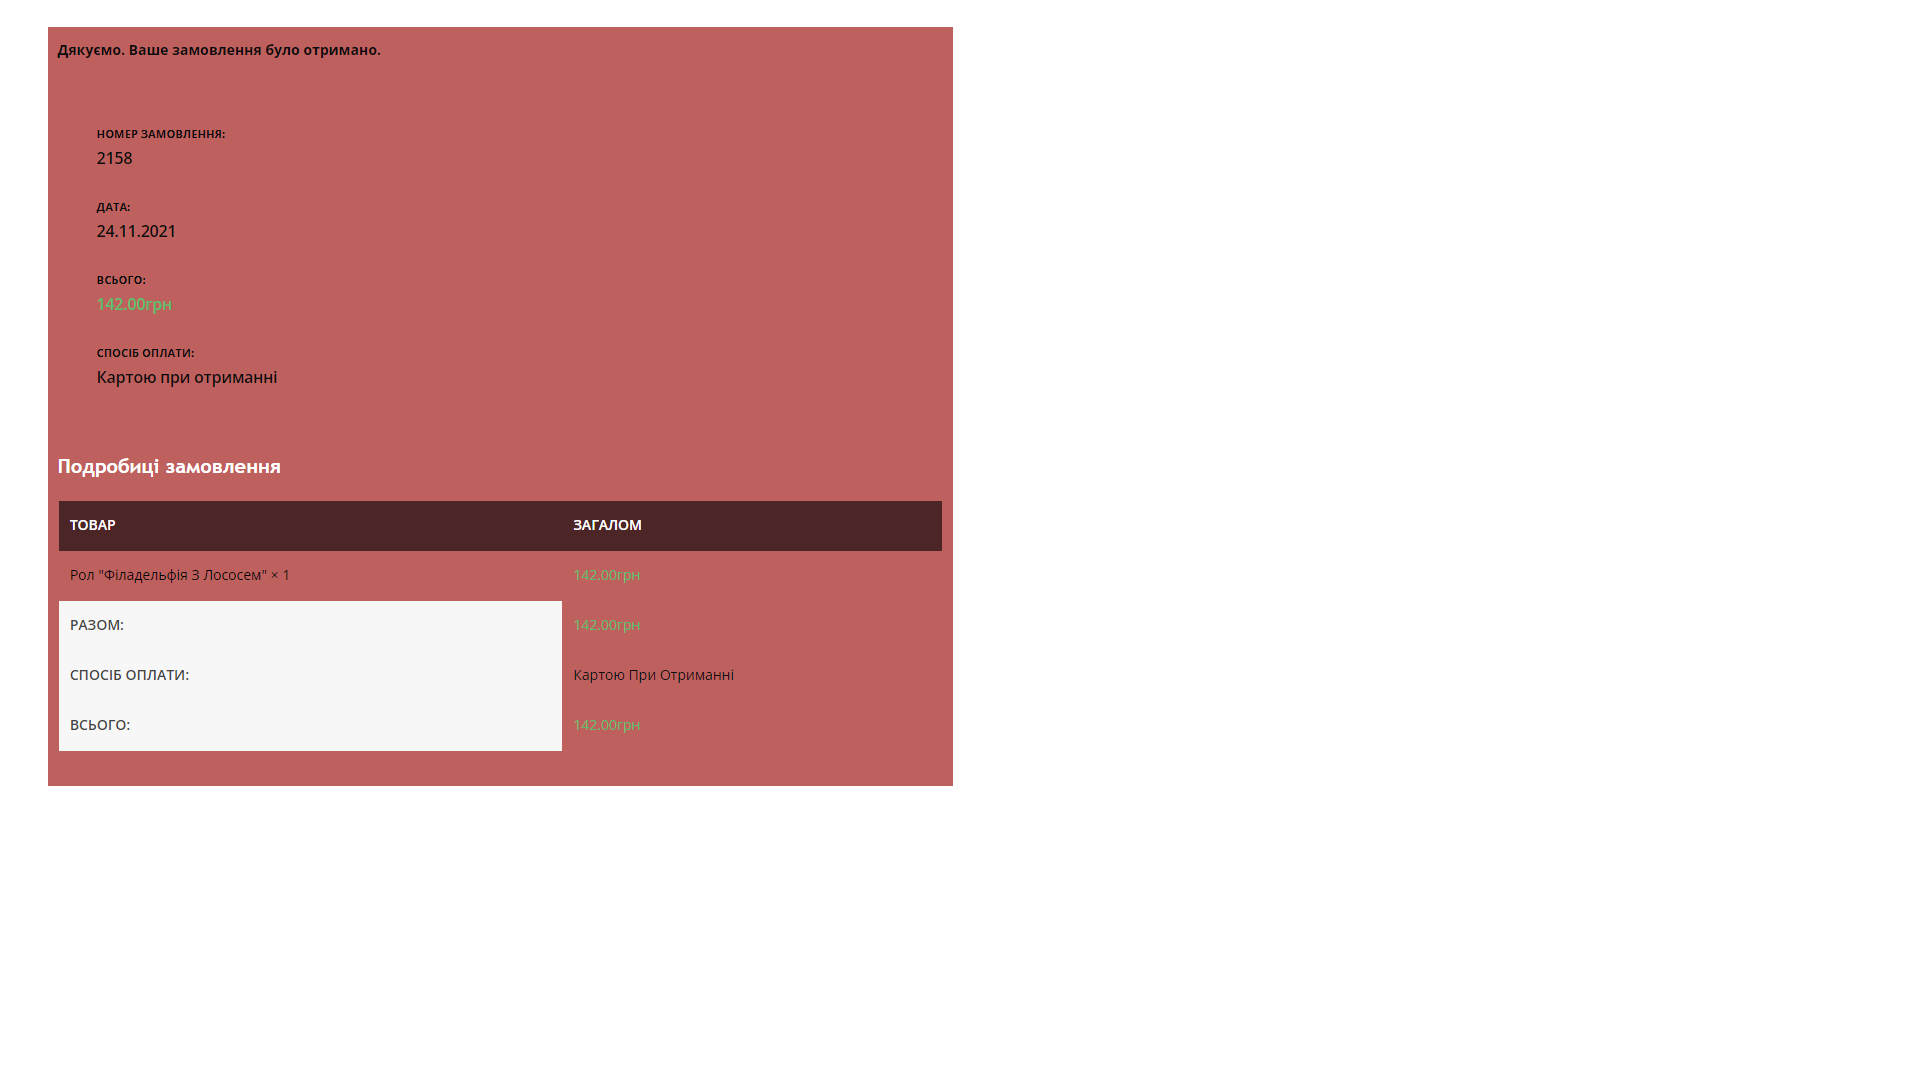 Дякуємо. Ваше замовлення було отримано.
НОМЕР ЗАМОВЛЕННЯ:
2158
ДАТА:
24.11.2021
ВСЬОГО:
142.00грн
СПОСІБ ОПЛАТИ:
Картою при отриманні
Подробиці замовлення
ТОВАР ЗАГАЛОМ
Рол "Філадельфія З Лососем" × 1 142.00грн
РАЗОМ: 142.00грн
СПОСІБ ОПЛАТИ: Картою При Отриманні
ВСЬОГО: 142.00грн